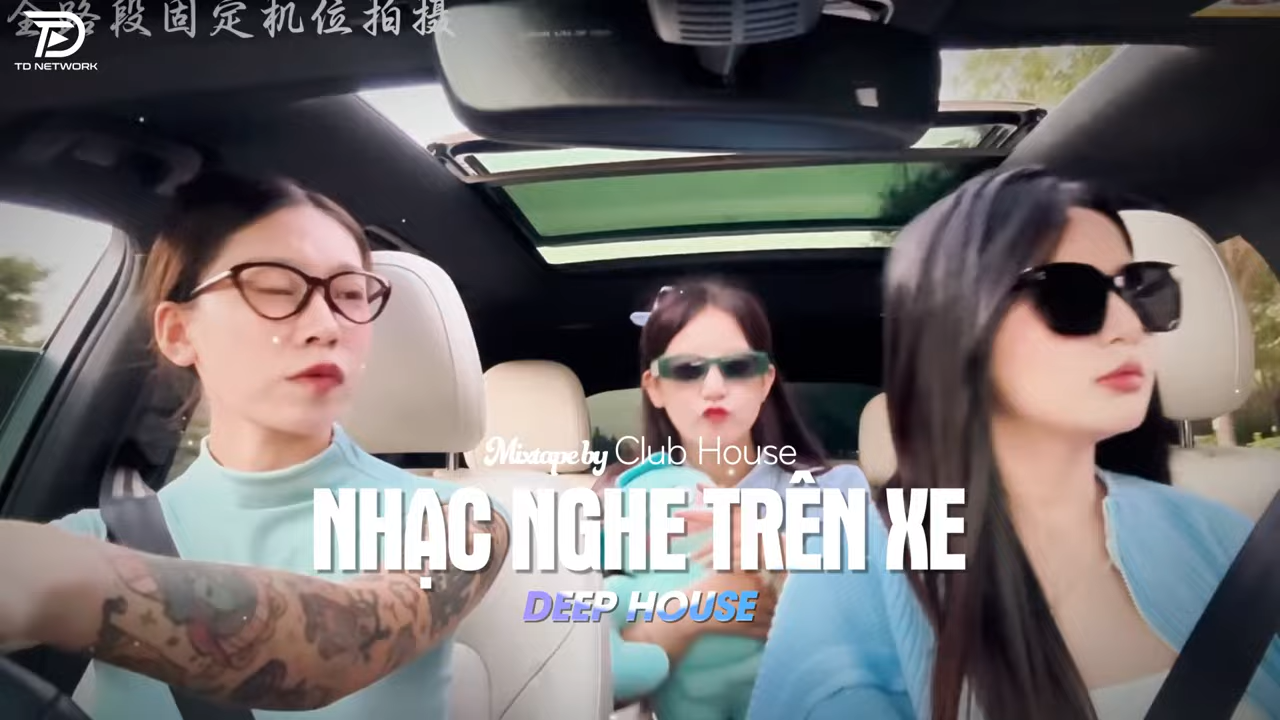 全路段固定机位拍摄
TD NETWORK
Mixtape by Club House
NHẠC NGHE TRÊN XE
DEEP HOUSE